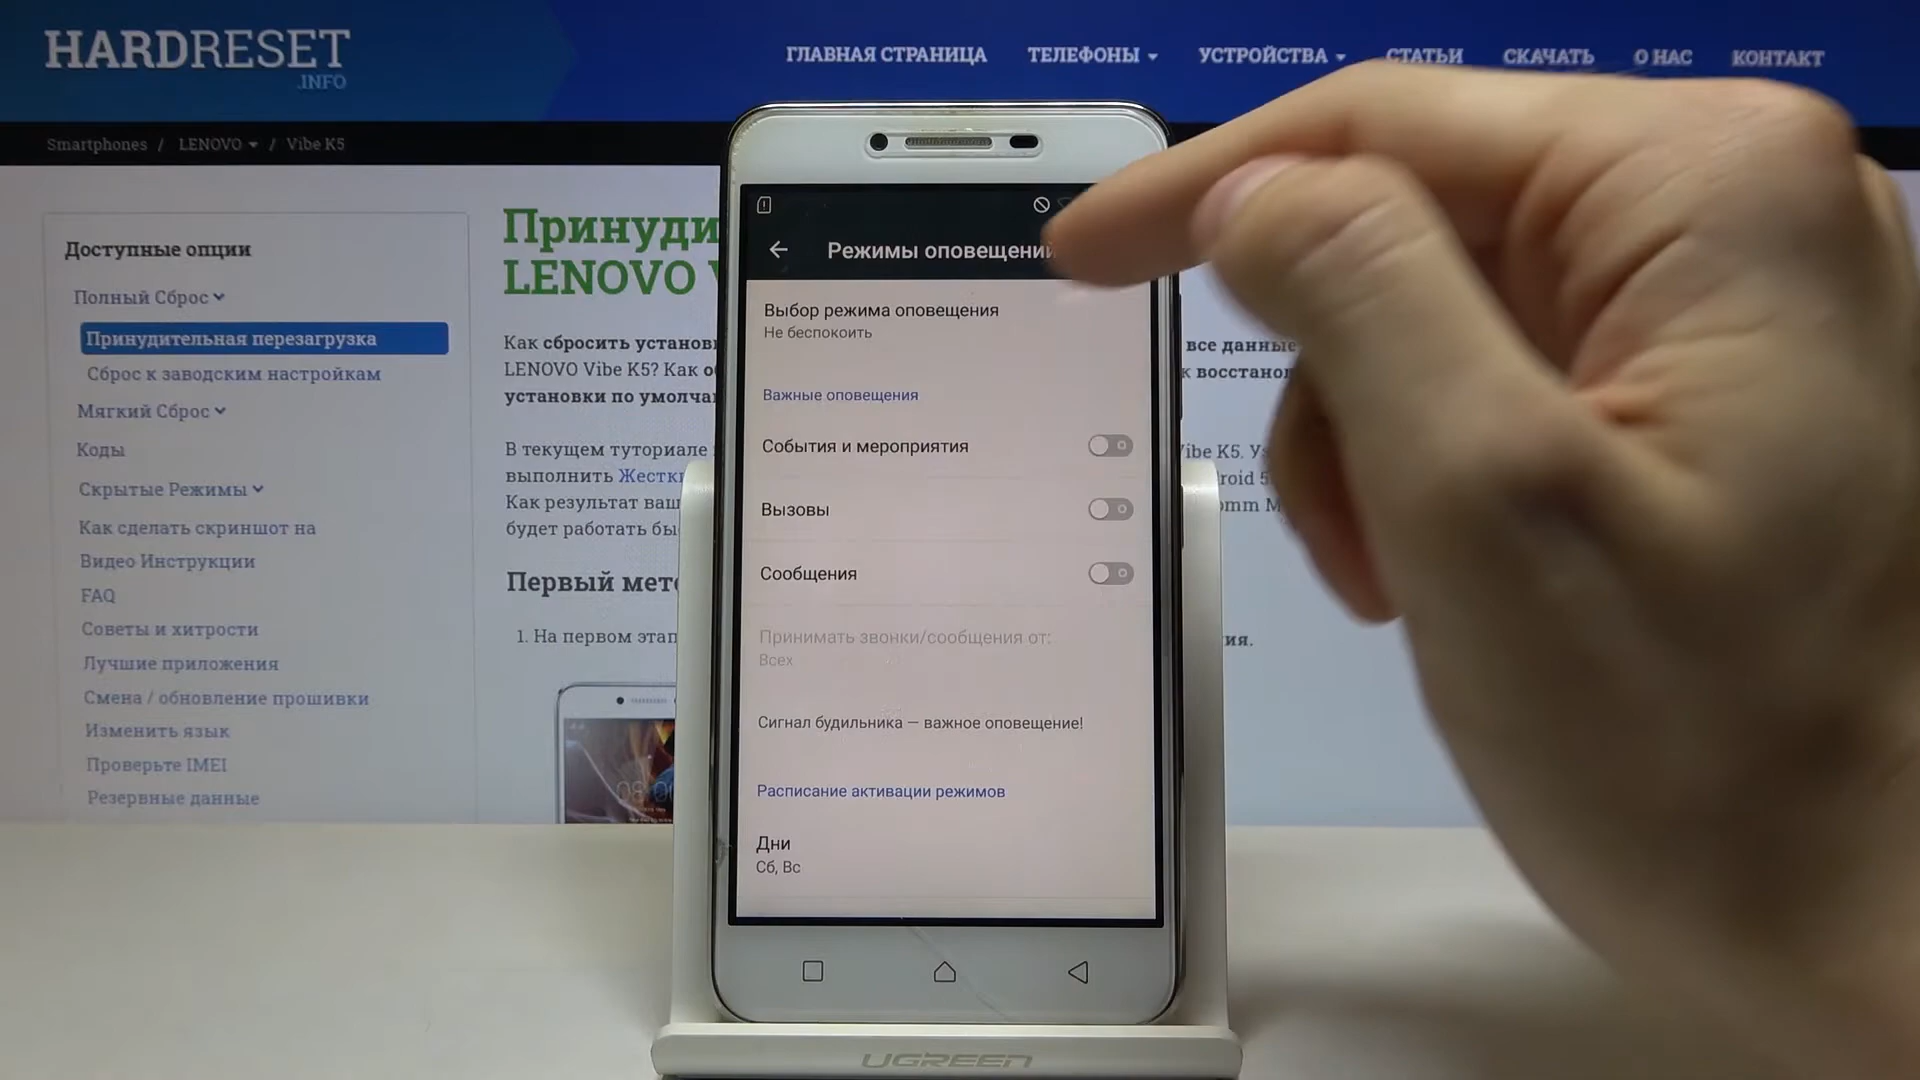 HARDRESET
.INFO
ГЛАВНАЯ СТРАНИЦА
ТЕЛЕФОНЫ
УСТРОЙСТВА
СТАТЬИ
СКАЧАТЬ
О НАС
КОНТАКТ
Smartphones / LENOVO / Vibe K5
Доступные опции
Полный Сброс
Принудительная перезагрузка
Сброс к заводским настройкам
Мягкий Сброс
Коды
Скрытые Режимы
Как сделать скриншот на
Видео Инструкции
FAQ
Советы и хитрости
Лучшие приложения
Смена / обновление прошивки
Изменить язык
Проверьте IMEI
Резервные данные
Принуди
LENOVO
Как сбросить установ
все данные
LENOVO Vibe K5? Как
к восстано
установки по умолча
В текущем туториале
Vibe K5.
выполнить Жестк
droid 5
Как результат ваш
omm M
будет работать бы
Первый мет
1. На первом этап
ия.
Режимы оповещений
Выбор режима оповещения
Не беспокоить
Важные оповещения
События и мероприятия
Вызовы
Сообщения
Принимать звонки/сообщения от:
Всех
Сигнал будильника — важное оповещение!
Расписание активации режимов
Дни
Сб, Вс
UGREEN